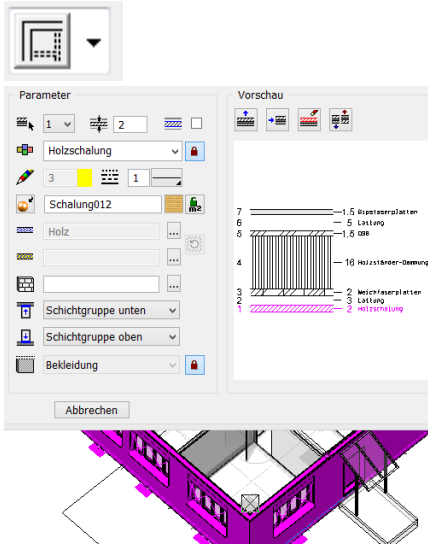 Parameter
1 2
Holzschalung
3 1
Schalung012
m2
Holz
...
...
...
Schichtgruppe unten
Schichtgruppe oben
Bekleidung
Abbrechen
Vorschau
7 1.5 Gipsfaserplatten
6 5 Lattung
5 1.5 OSB
4 16 Holzständer-Dämmung
3 2 Weichfaserplatten
2 3 Lattung
1 2 Holzschalung